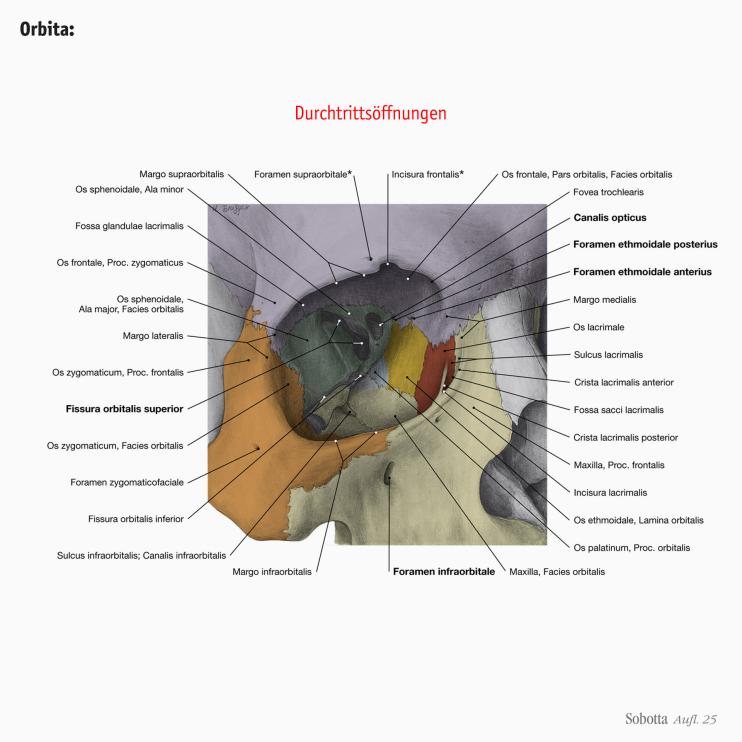 Orbita:
Durchtrittsöffnungen
Margo supraorbitalis
Foramen supraorbitale*
Incisura frontalis*
Os frontale, Pars orbitalis, Facies orbitalis
Os sphenoidale, Ala minor
Fovea trochlearis
Fossa glandulae lacrimalis
Canalis opticus
Os frontale, Proc. zygomaticus
Foramen ethmoidale posterius
Foramen ethmoidale anterius
Os sphenoidale,
Ala major, Facies orbitalis
Margo medialis
Margo lateralis
Os lacrimale
Os zygomaticum, Proc. frontalis
Sulcus lacrimalis
Fissura orbitalis superior
Crista lacrimalis anterior
Fossa sacci lacrimalis
Os zygomaticum, Facies orbitalis
Crista lacrimalis posterior
Foramen zygomaticofaciale
Maxilla, Proc. frontalis
Incisura lacrimalis
Fissura orbitalis inferior
Os ethmoidale, Lamina orbitalis
Sulcus infraorbitalis; Canalis infraorbitalis
Os palatinum, Proc. orbitalis
Margo infraorbitalis
Foramen infraorbitale
Maxilla, Facies orbitalis
Sobotta Aufl. 25